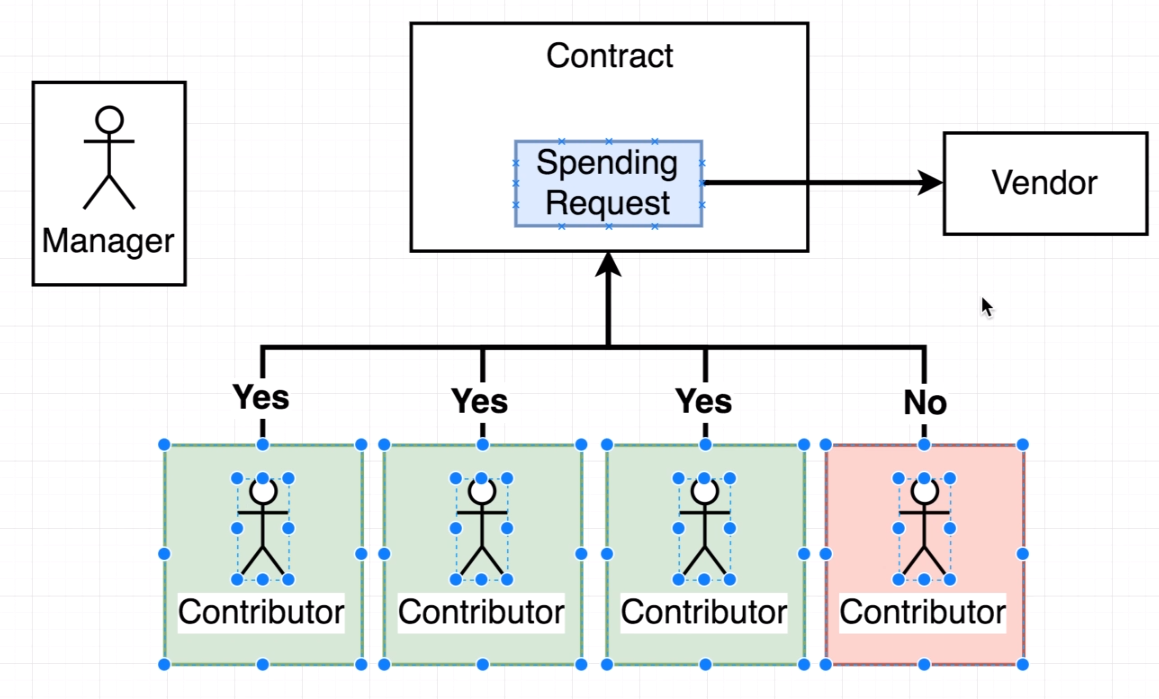 Contract
Spending
Request
Vendor
Manager
Yes
Yes
Yes
No
Contributor
Contributor
Contributor
Contributor